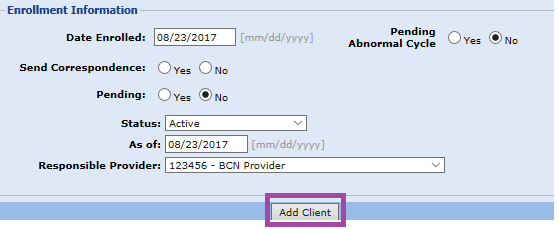 Enrollment Information
Date Enrolled: 08/23/2017 [mm/dd/yyyy] Pending Abnormal Cycle Yes No
Send Correspondence: Yes No
Pending: Yes No
Status: Active
As of: 08/23/2017 [mm/dd/yyyy]
Responsible Provider: 123456 - BCN Provider
Add Client